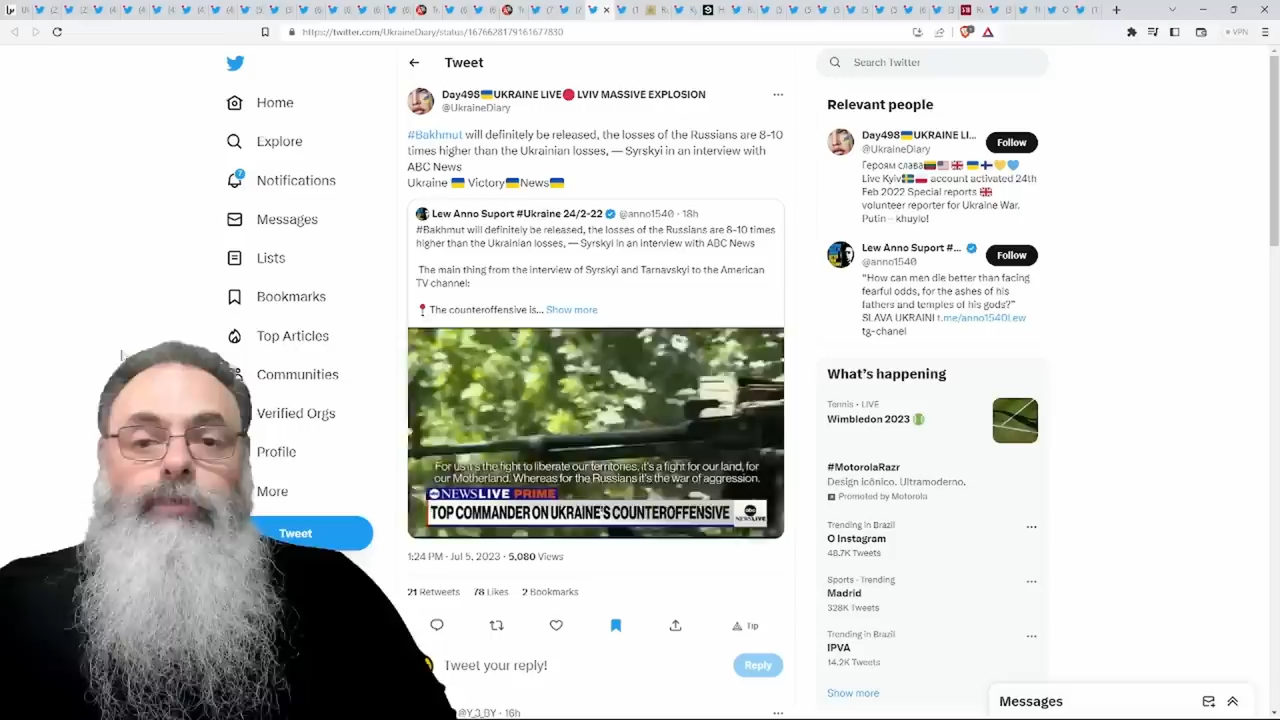 https://twitter.com/UkraineDiary/status/1676628179161677830
VPN
Home
Explore
7
Notifications
Messages
Lists
Bookmarks
Top Articles
Communities
Verified Orgs
Profile
More
Tweet
Tweet
Day498🇺🇦UKRAINE LIVE🔴 LVIV MASSIVE EXPLOSION
@UkraineDiary
#Bakhmut will definitely be released, the losses of the Russians are 8-10
times higher than the Ukrainian losses, — Syrskyi in an interview with
ABC News
Ukraine 🇺🇦 Victory🇺🇦News🇺🇦
Lew Anno Suport #Ukraine 24/2-22 @anno1540 · 18h
#Bakhmut will definitely be released, the losses of the Russians are 8-10 times
higher than the Ukrainian losses, — Syrskyi in an interview with ABC News
The main thing from the interview of Syrskyi and Tarnavskyi to the American
TV channel:
The counteroffensive is... Show more
For us it's the fight to liberate our territories, it's a fight for our land, for
our Motherland. Whereas for the Russians it's the war of aggression.
abc NEWSLIVE PRIME
TOP COMMANDER ON UKRAINE'S COUNTEROFFENSIVE
abc
NEWSLIVE
1:24 PM · Jul 5, 2023 · 5,080 Views
21 Retweets 78 Likes 2 Bookmarks
Tip
Tweet your reply!
Reply
@Y_3_BY · 16h
Search Twitter
Relevant people
Day498🇺🇦UKRAINE LI...
@UkraineDiary
Follow
Героям слава🇱🇹🇺🇸🇬🇧 🇺🇦🇫🇮💛💙
Live Kyiv🇸🇪🇵🇱 account activated 24th
Feb 2022 Special reports 🇬🇧
volunteer reporter for Ukraine War.
Putin – khuylo!
Lew Anno Suport #...
@anno1540
Follow
"How can men die better than facing
fearful odds, for the ashes of his
fathers and temples of his gods?"
SLAVA UKRAINI t.me/anno1540Lew
tg-chanel
What's happening
Tennis · LIVE
Wimbledon 2023
#MotorolaRazr
Design icônico. Ultramoderno.
Promoted by Motorola
Trending in Brazil
O Instagram
48.7K Tweets
Sports · Trending
Madrid
328K Tweets
Trending in Brazil
IPVA
14.2K Tweets
Show more
Messages